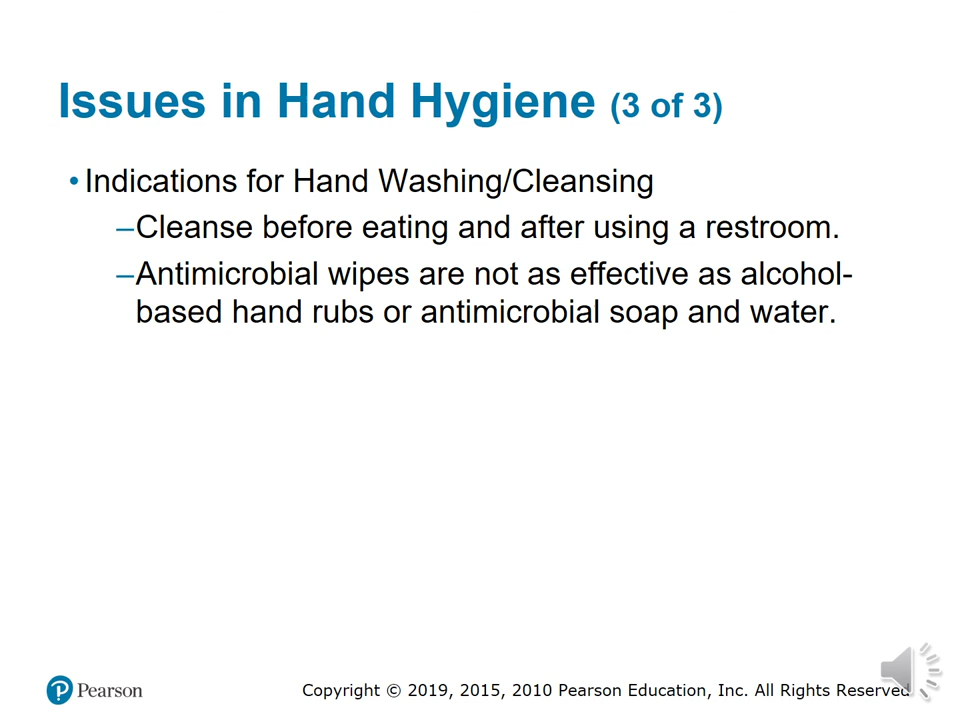 Issues in Hand Hygiene (3 of 3)
• Indications for Hand Washing/Cleansing
–Cleanse before eating and after using a restroom.
–Antimicrobial wipes are not as effective as alcohol-
based hand rubs or antimicrobial soap and water.
Pearson
Copyright © 2019, 2015, 2010 Pearson Education, Inc. All Rights Reserved